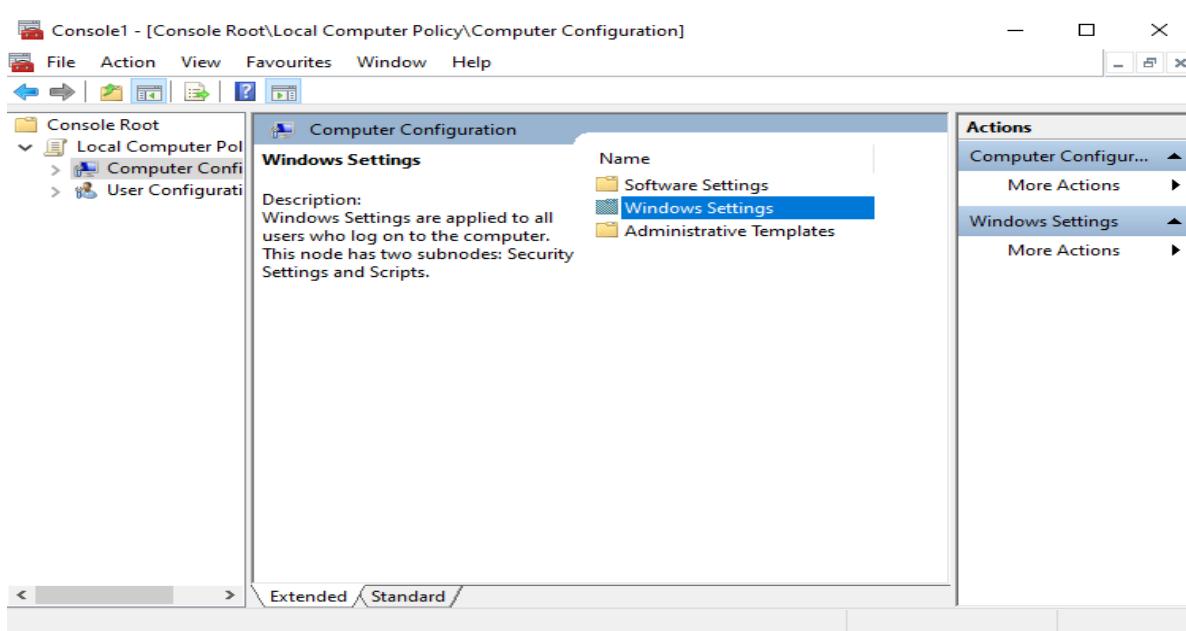 Console1 - [Console Root\Local Computer Policy\Computer Configuration]
File Action View Favourites Window Help
Console Root
Local Computer Pol
Computer Confi
User Configurati
Computer Configuration
Windows Settings
Description:
Windows Settings are applied to all
users who log on to the computer.
This node has two subnodes: Security
Settings and Scripts.
Name
Software Settings
Windows Settings
Administrative Templates
Extended Standard
Actions
Computer Configur...
More Actions
Windows Settings
More Actions